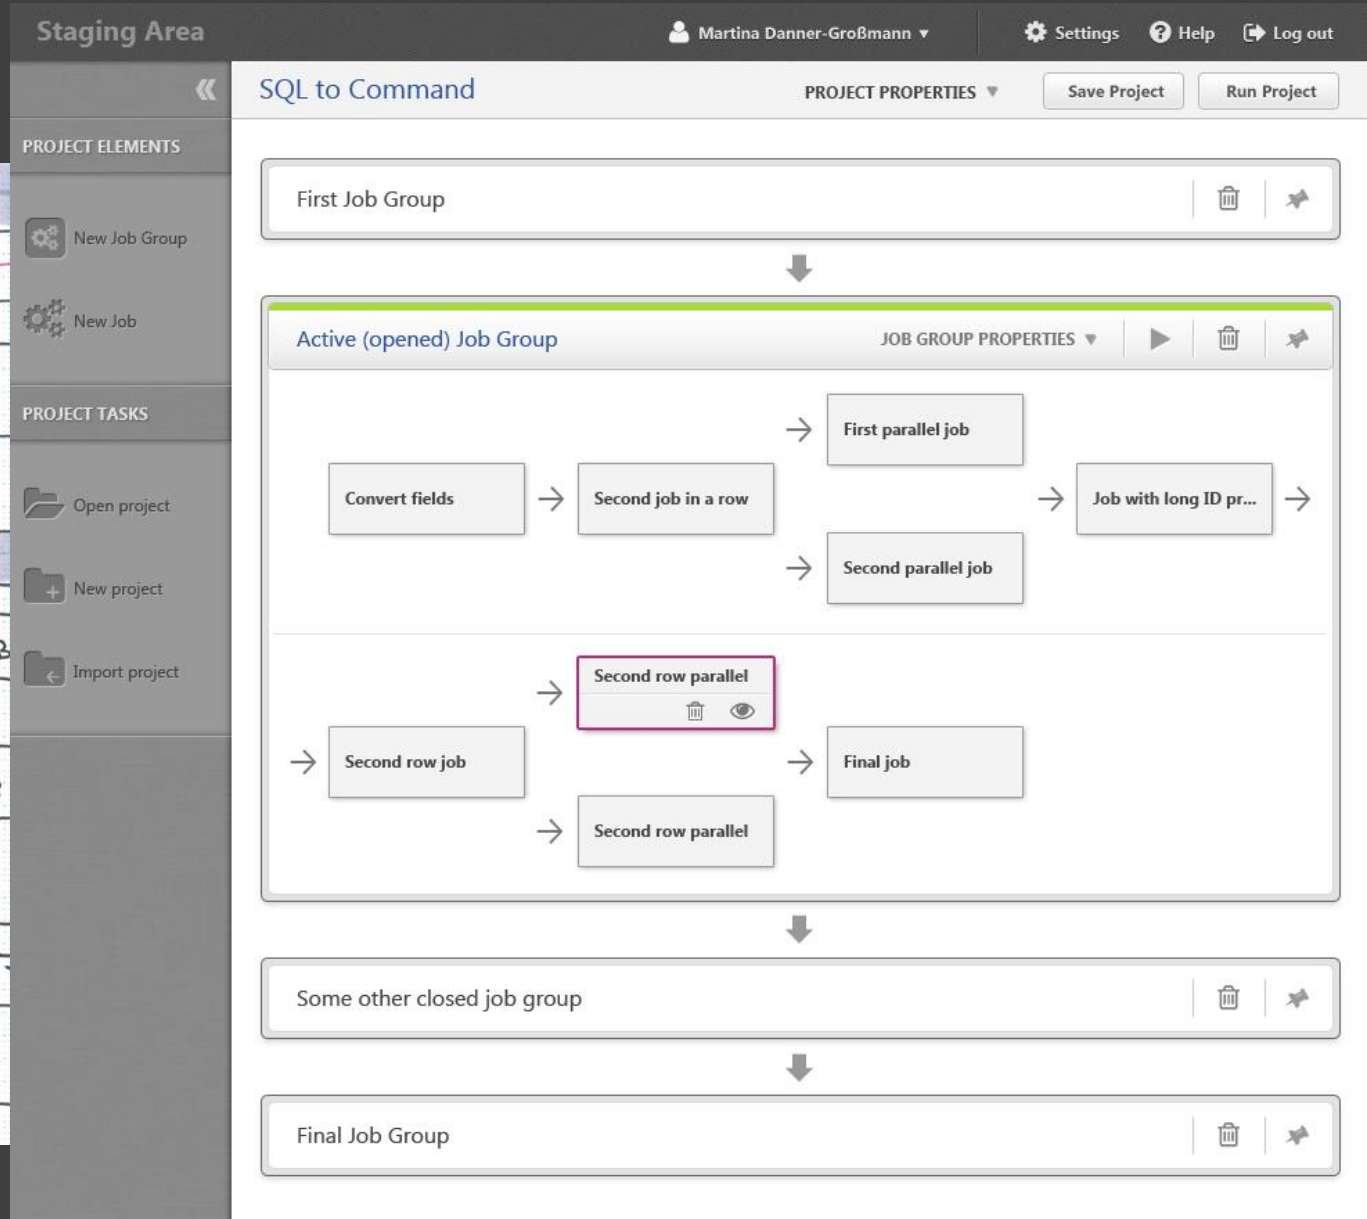 Staging Area
Martina Danner-Großmann
Settings
Help
Log out
SQL to Command
PROJECT PROPERTIES
Save Project
Run Project
PROJECT ELEMENTS
New Job Group
New Job
PROJECT TASKS
Open project
New project
Import project
First Job Group
Active (opened) Job Group
JOB GROUP PROPERTIES
First parallel job
Convert fields
Second job in a row
Job with long ID pr...
Second parallel job
Second row parallel
Second row job
Final job
Second row parallel
Some other closed job group
Final Job Group